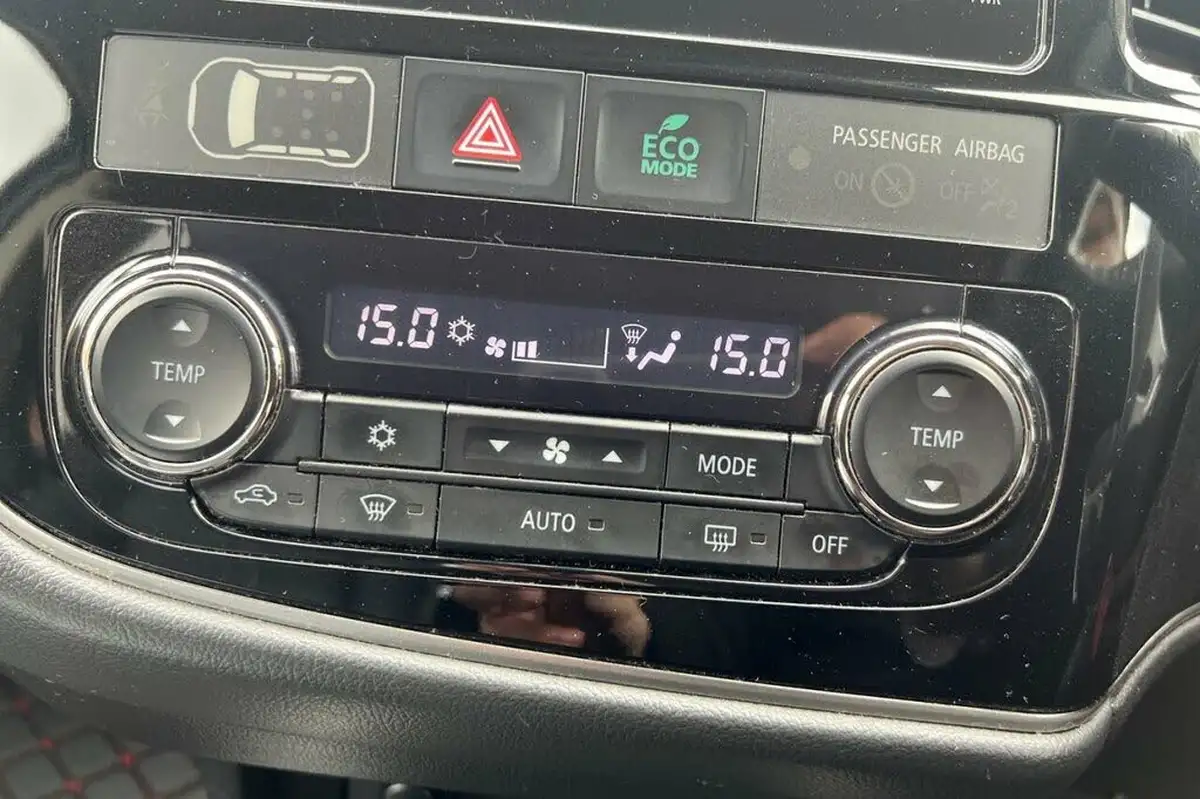 ECO
MODE
PASSENGER AIRBAG
ON OFF
15.0 15.0
TEMP
TEMP
MODE
AUTO
OFF